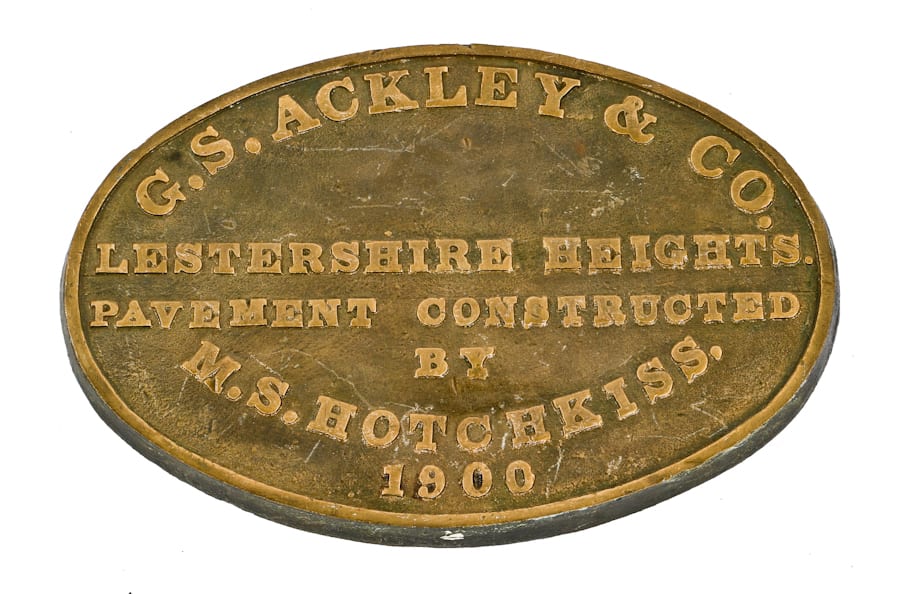 G.S. ACKLEY & CO.
LESTERSHIRE HEIGHTS.
PAVEMENT CONSTRUCTED
BY
M.S. HOTCHKISS.
1900